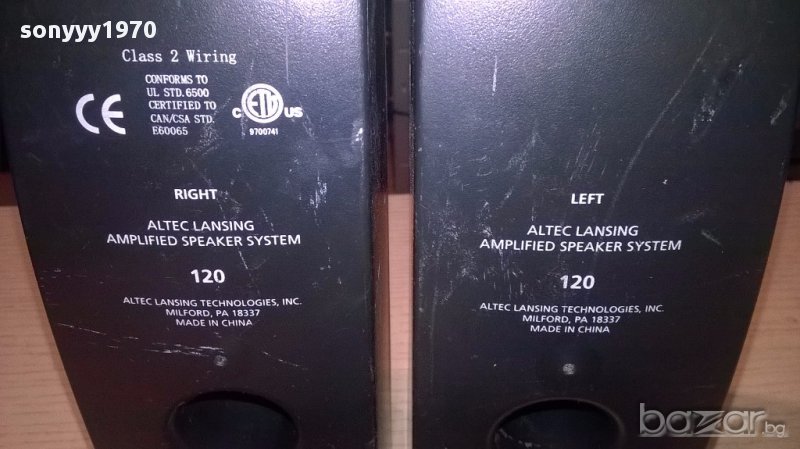 sonyyy1970
Class 2 Wiring
CONFORMS TO
UL STD.6500
CERTIFIED TO
CAN/CSA STD.
E60065
CE
C ETL US
9700741
RIGHT
ALTEC LANSING
AMPLIFIED SPEAKER SYSTEM
120
ALTEC LANSING TECHNOLOGIES, INC.
MILFORD, PA 18337
MADE IN CHINA
LEFT
ALTEC LANSING
AMPLIFIED SPEAKER SYSTEM
120
ALTEC LANSING TECHNOLOGIES, INC.
MILFORD, PA 18337
MADE IN CHINA
bazar.bg